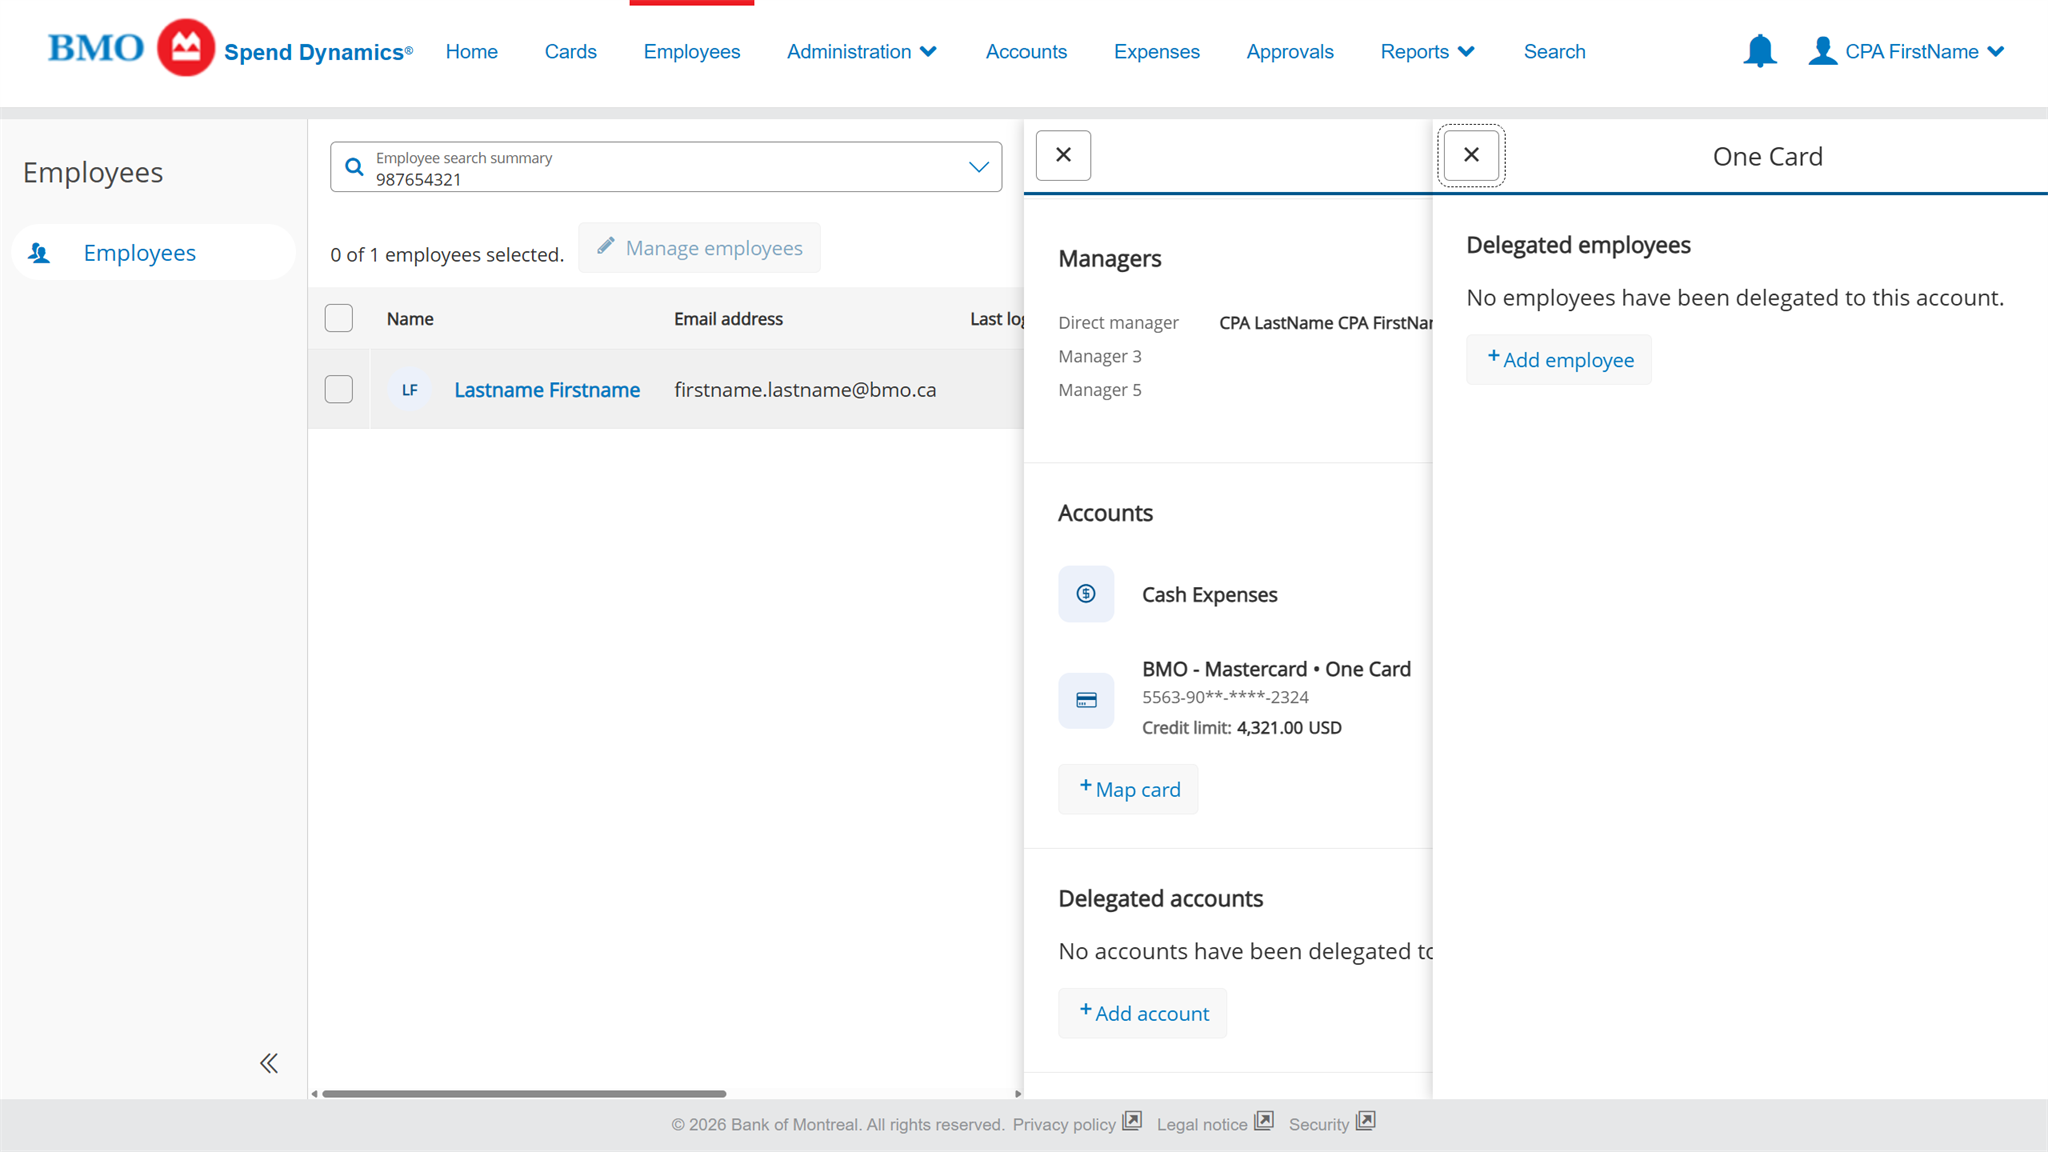 BMO Spend Dynamics®
Home
Cards
Employees
Administration
Accounts
Expenses
Approvals
Reports
Search
CPA FirstName
Employees
Employees
Employee search summary
987654321
0 of 1 employees selected.
Manage employees
Name
Email address
Last log
LF
Lastname Firstname
firstname.lastname@bmo.ca
Managers
Direct manager
CPA LastName CPA FirstNa
Manager 3
Manager 5
Accounts
Cash Expenses
BMO - Mastercard • One Card
5563-90**-****-2324
Credit limit: 4,321.00 USD
+ Map card
Delegated accounts
No accounts have been delegated to
+ Add account
One Card
Delegated employees
No employees have been delegated to this account.
+ Add employee
© 2026 Bank of Montreal. All rights reserved. Privacy policy Legal notice Security